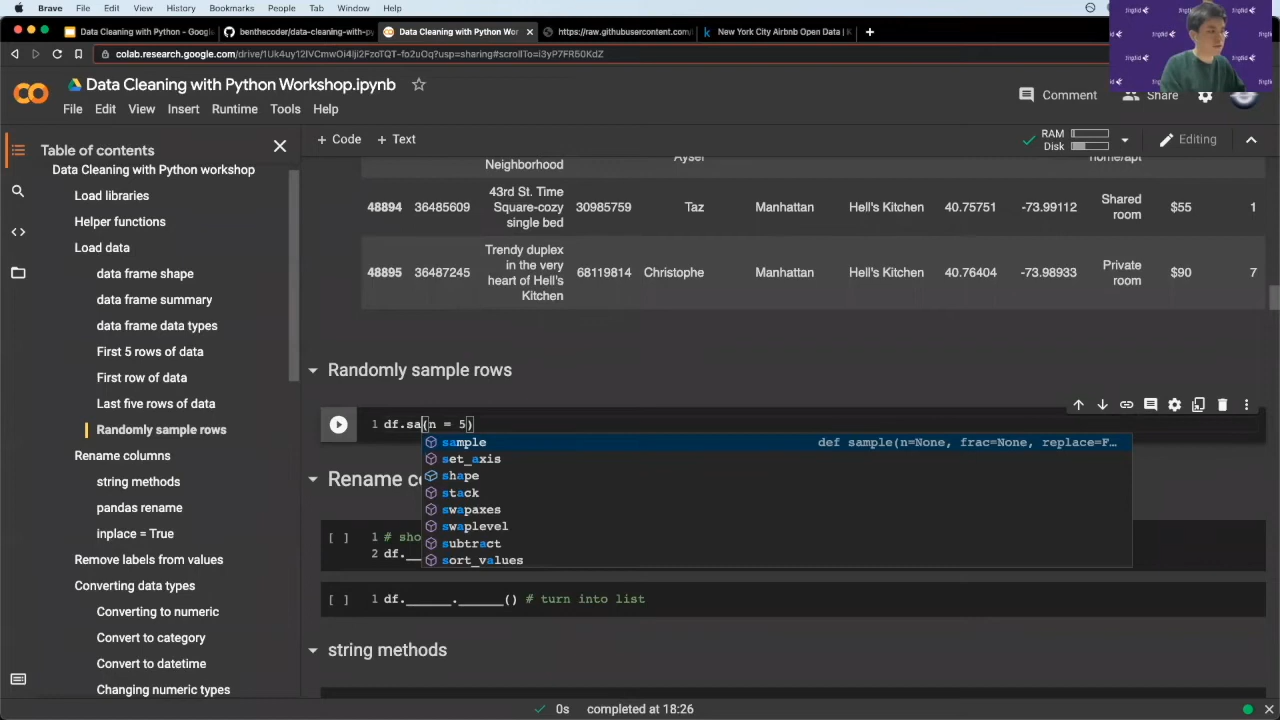 Chrome File Edit View History Bookmarks People Tab Window Help
Data Cleaning with Python - Goog
benthecoder/data-cleaning-with-p
Data Cleaning with Python Wor
https://raw.githubusercontent.com/
New York City Airbnb Open Data | K
colab.research.google.com/drive/1Uk4uy12IVCmwOi4Iji2FzoTQT-fo2uOq?usp=sharing#scrollTo=i3yP7FR50KdZ
Data Cleaning with Python Workshop.ipynb
File Edit View Insert Runtime Tools Help
Comment
Share
+ Code + Text
RAM
Disk
Editing
Table of contents
Data Cleaning with Python workshop
Load libraries
Helper functions
Load data
data frame shape
data frame summary
data frame data types
First 5 rows of data
First row of data
Last five rows of data
Randomly sample rows
Rename columns
string methods
pandas rename
inplace = True
Remove labels from values
Converting data types
Converting to numeric
Convert to category
Convert to datetime
Changing numeric types
Neighborhood
Aysel
home/apt
48894 36485609 43rd St. Time Square-cozy single bed 30985759 Taz Manhattan Hell's Kitchen 40.75751 -73.99112 Shared room $55 1
48895 36487245 Trendy duplex in the very heart of Hell's Kitchen 68119814 Christophe Manhattan Hell's Kitchen 40.76404 -73.98933 Private room $90 7
Randomly sample rows
1 df.sa(n = 5)
sample def sample(n=None, frac=None, replace=F…
set_axis
shape
stack
swapaxes
swaplevel
subtract
sort_values
Rename co
[ ] 1 # sho
2 df.__
[ ] 1 df.______.______() # turn into list
string methods
0s completed at 18:26